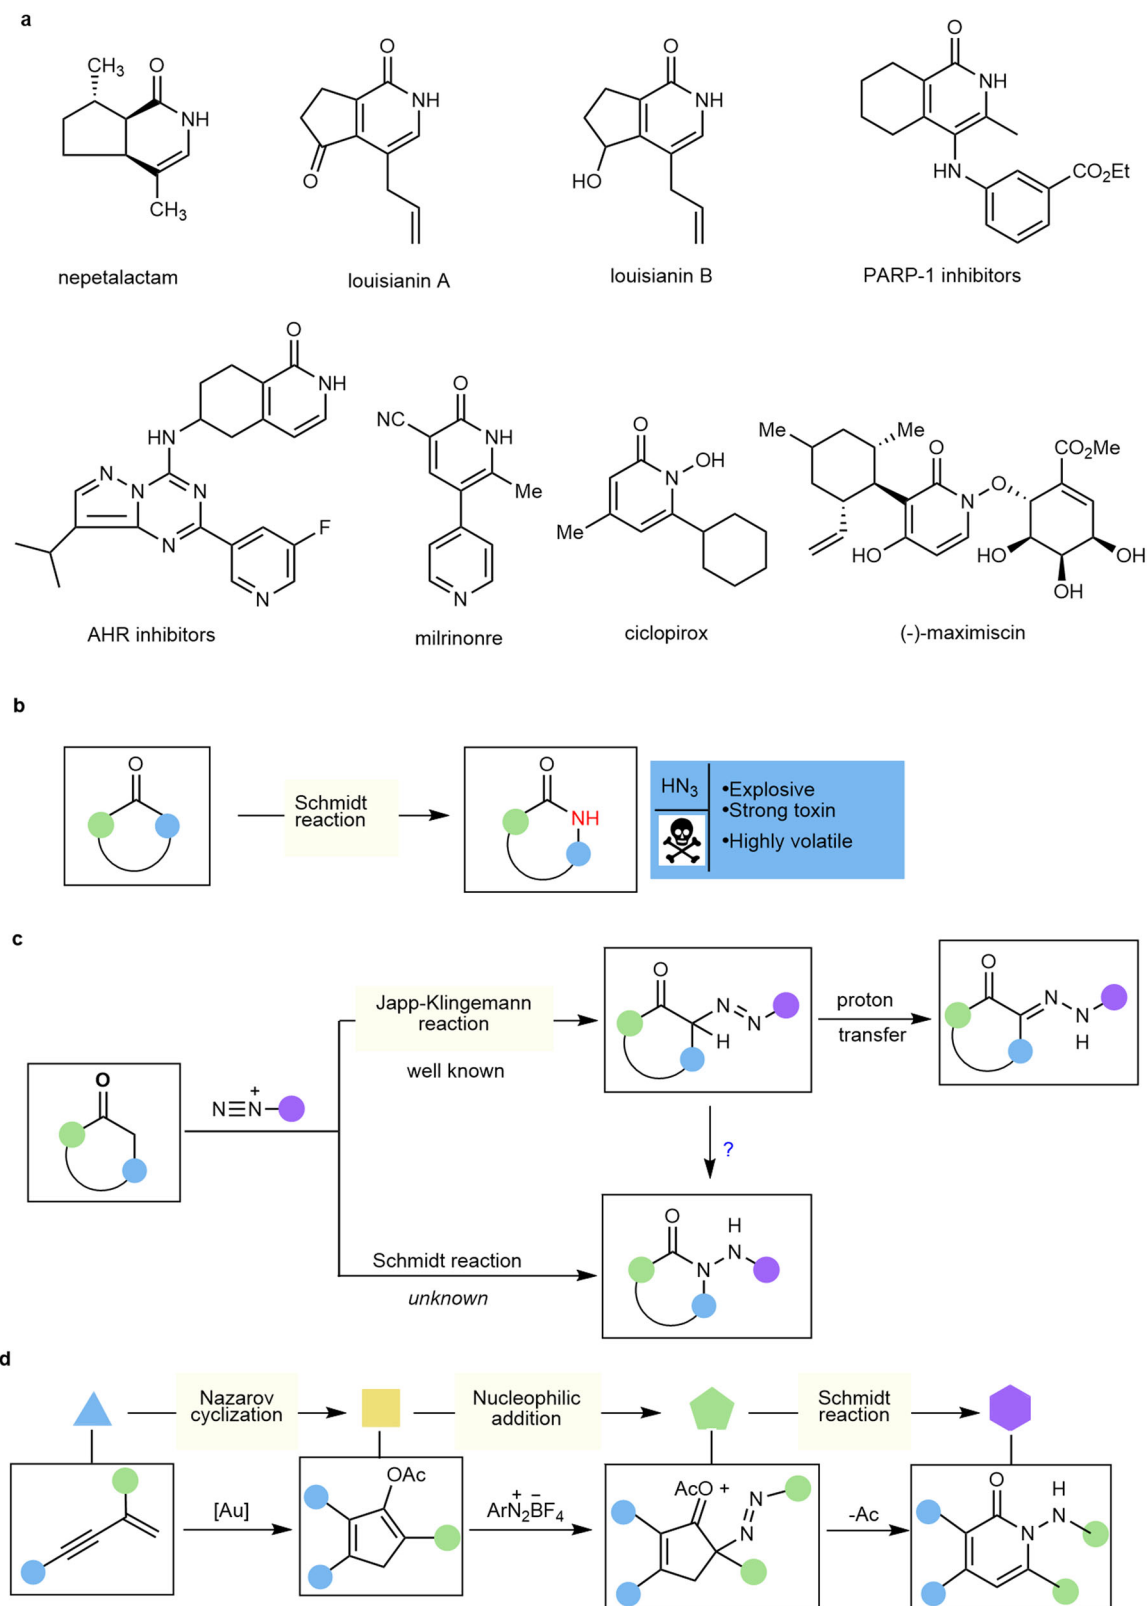 a
CH3
O
NH
CH3
nepetalactam
O
NH
O
louisianin A
O
NH
HO
louisianin B
O
NH
HN
CO2Et
PARP-1 inhibitors
O
NH
HN
N
N
N
N
N
F
N
AHR inhibitors
O
NC
NH
Me
N
milrinonre
O
OH
N
Me
ciclopirox
Me
Me
O
CO2Me
O
N
HO
HO
OH
OH
(-)-maximiscin
b
O
Schmidt
reaction
O
NH
HN3
•Explosive
•Strong toxin
•Highly volatile
c
O
N≡N+
Japp-Klingemann
reaction
well known
O
N
N
H
proton
transfer
O
N
N
H
?
Schmidt reaction
unknown
O
H
N
N
d
Nazarov
cyclization
Nucleophilic
addition
Schmidt
reaction
[Au]
OAc
+ −
ArN2BF4
AcO +
N
N
-Ac
O
H
N
N